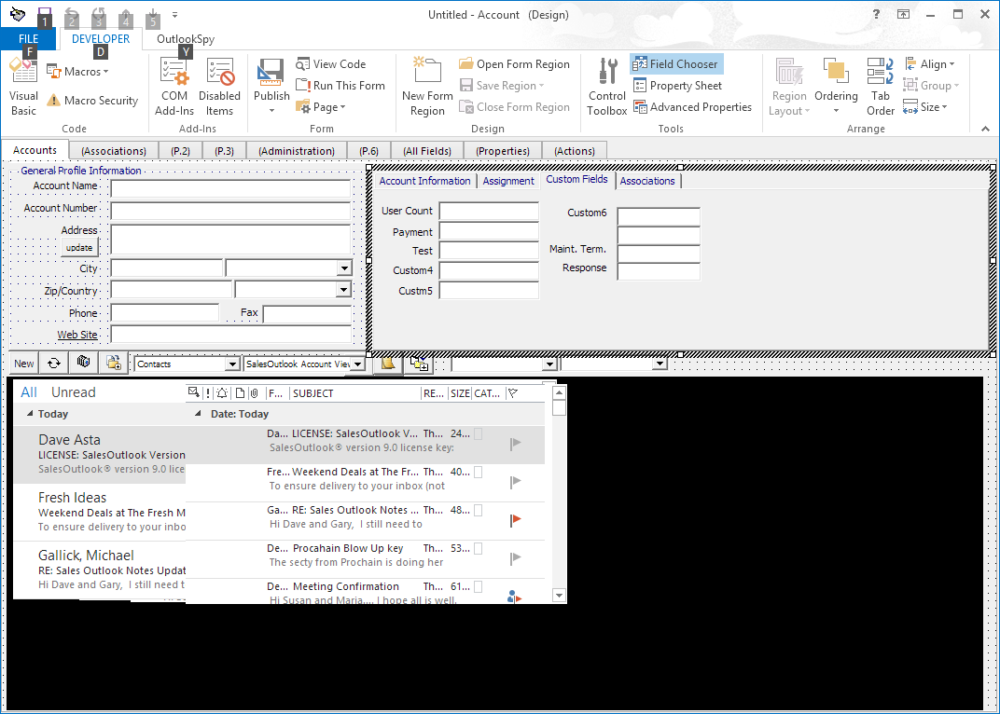 Untitled - Account (Design)
1 2 3 4 5
FILE DEVELOPER OutlookSpy
F D Y
Visual Basic
Macros
Macro Security
Code
COM Add-Ins
Disabled Items
Add-Ins
Publish
View Code
Run This Form
Page
Form
New Form Region
Open Form Region
Save Region
Close Form Region
Design
Control Toolbox
Field Chooser
Property Sheet
Advanced Properties
Tools
Region Layout
Ordering
Tab Order
Align
Group
Size
Arrange
Accounts (Associations) (P.2) (P.3) (Administration) (P.6) (All Fields) (Properties) (Actions)
General Profile Information
Account Name
Account Number
Address
update
City
Zip/Country
Phone Fax
Web Site
Account Information Assignment Custom Fields Associations
User Count
Payment
Test
Custom4
Custm5
Custom6
Maint. Term.
Response
New Contacts SalesOutlook Account View
All Unread
Today
Dave Asta
LICENSE: SalesOutlook Version
SalesOutlook® version 9.0 lice
Fresh Ideas
Weekend Deals at The Fresh M
To ensure delivery to your inbo
Gallick, Michael
RE: Sales Outlook Notes Updat
Hi Dave and Gary, I still need t
! F... SUBJECT RE... SIZE CAT...
Date: Today
Da... LICENSE: SalesOutlook V... Th... 24...
SalesOutlook® version 9.0 license key:
Fre... Weekend Deals at The Fr... Th... 40...
To ensure delivery to your inbox (not
Ga... RE: Sales Outlook Notes ... Th... 48...
Hi Dave and Gary, I still need to
De... Procahain Blow Up key Th... 53...
The secty from Prochain is doing her
De... Meeting Confirmation Th... 61...
Hi Susan and Maria.... I hope all is well.